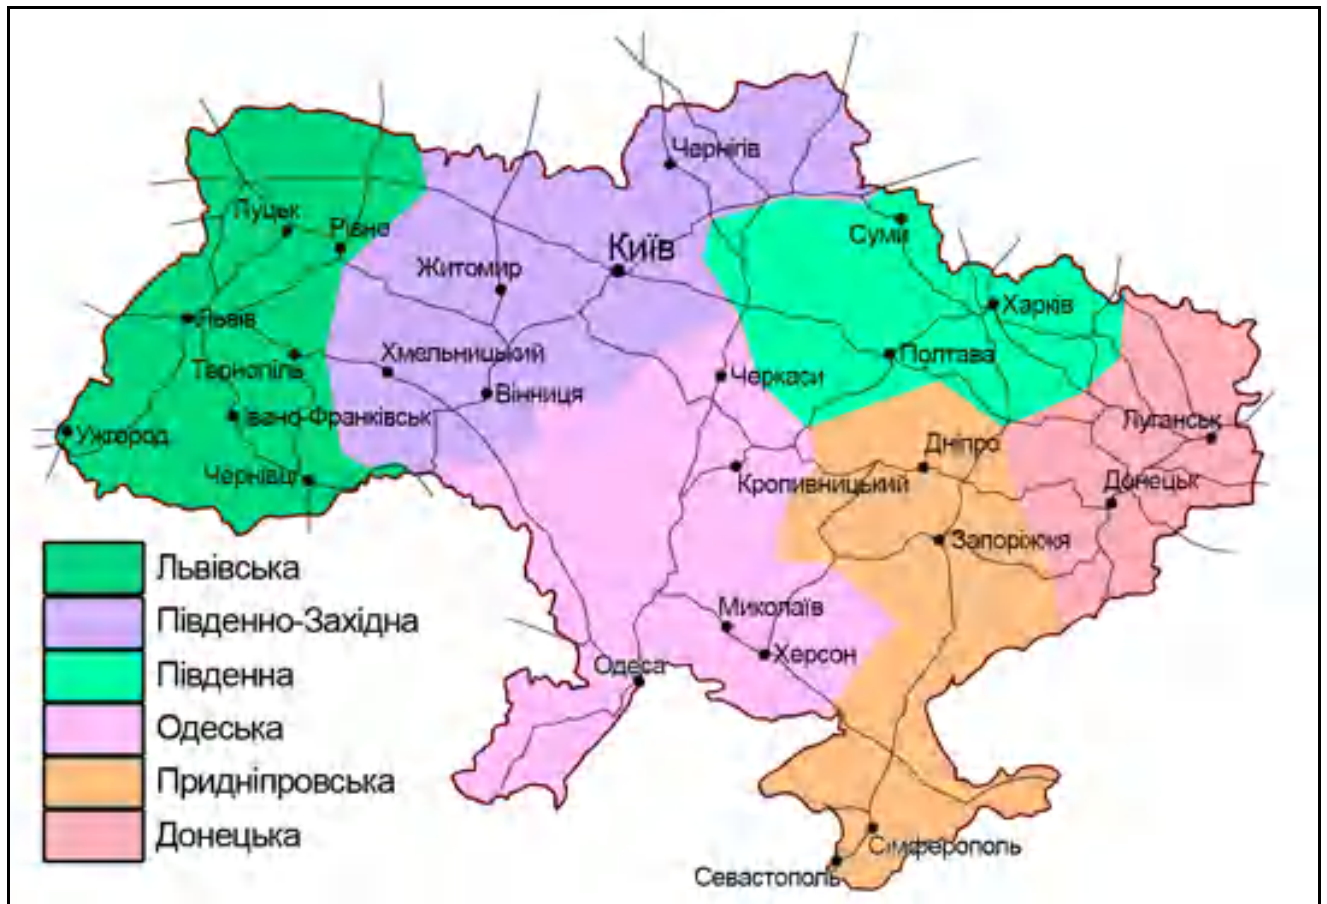 Чернігів
Луцьк
Рівне
Суми
Київ
Житомир
Харків
Львів
Тернопіль
Хмельницький
Полтава
Черкаси
Вінниця
Івано-Франківськ
Ужгород
Луганськ
Дніпро
Чернівці
Кропивницький
Донецьк
Запоріжжя
Львівська
Миколаїв
Південно-Західна
Херсон
Одеса
Південна
Одеська
Придніпровська
Донецька
Сімферополь
Севастополь